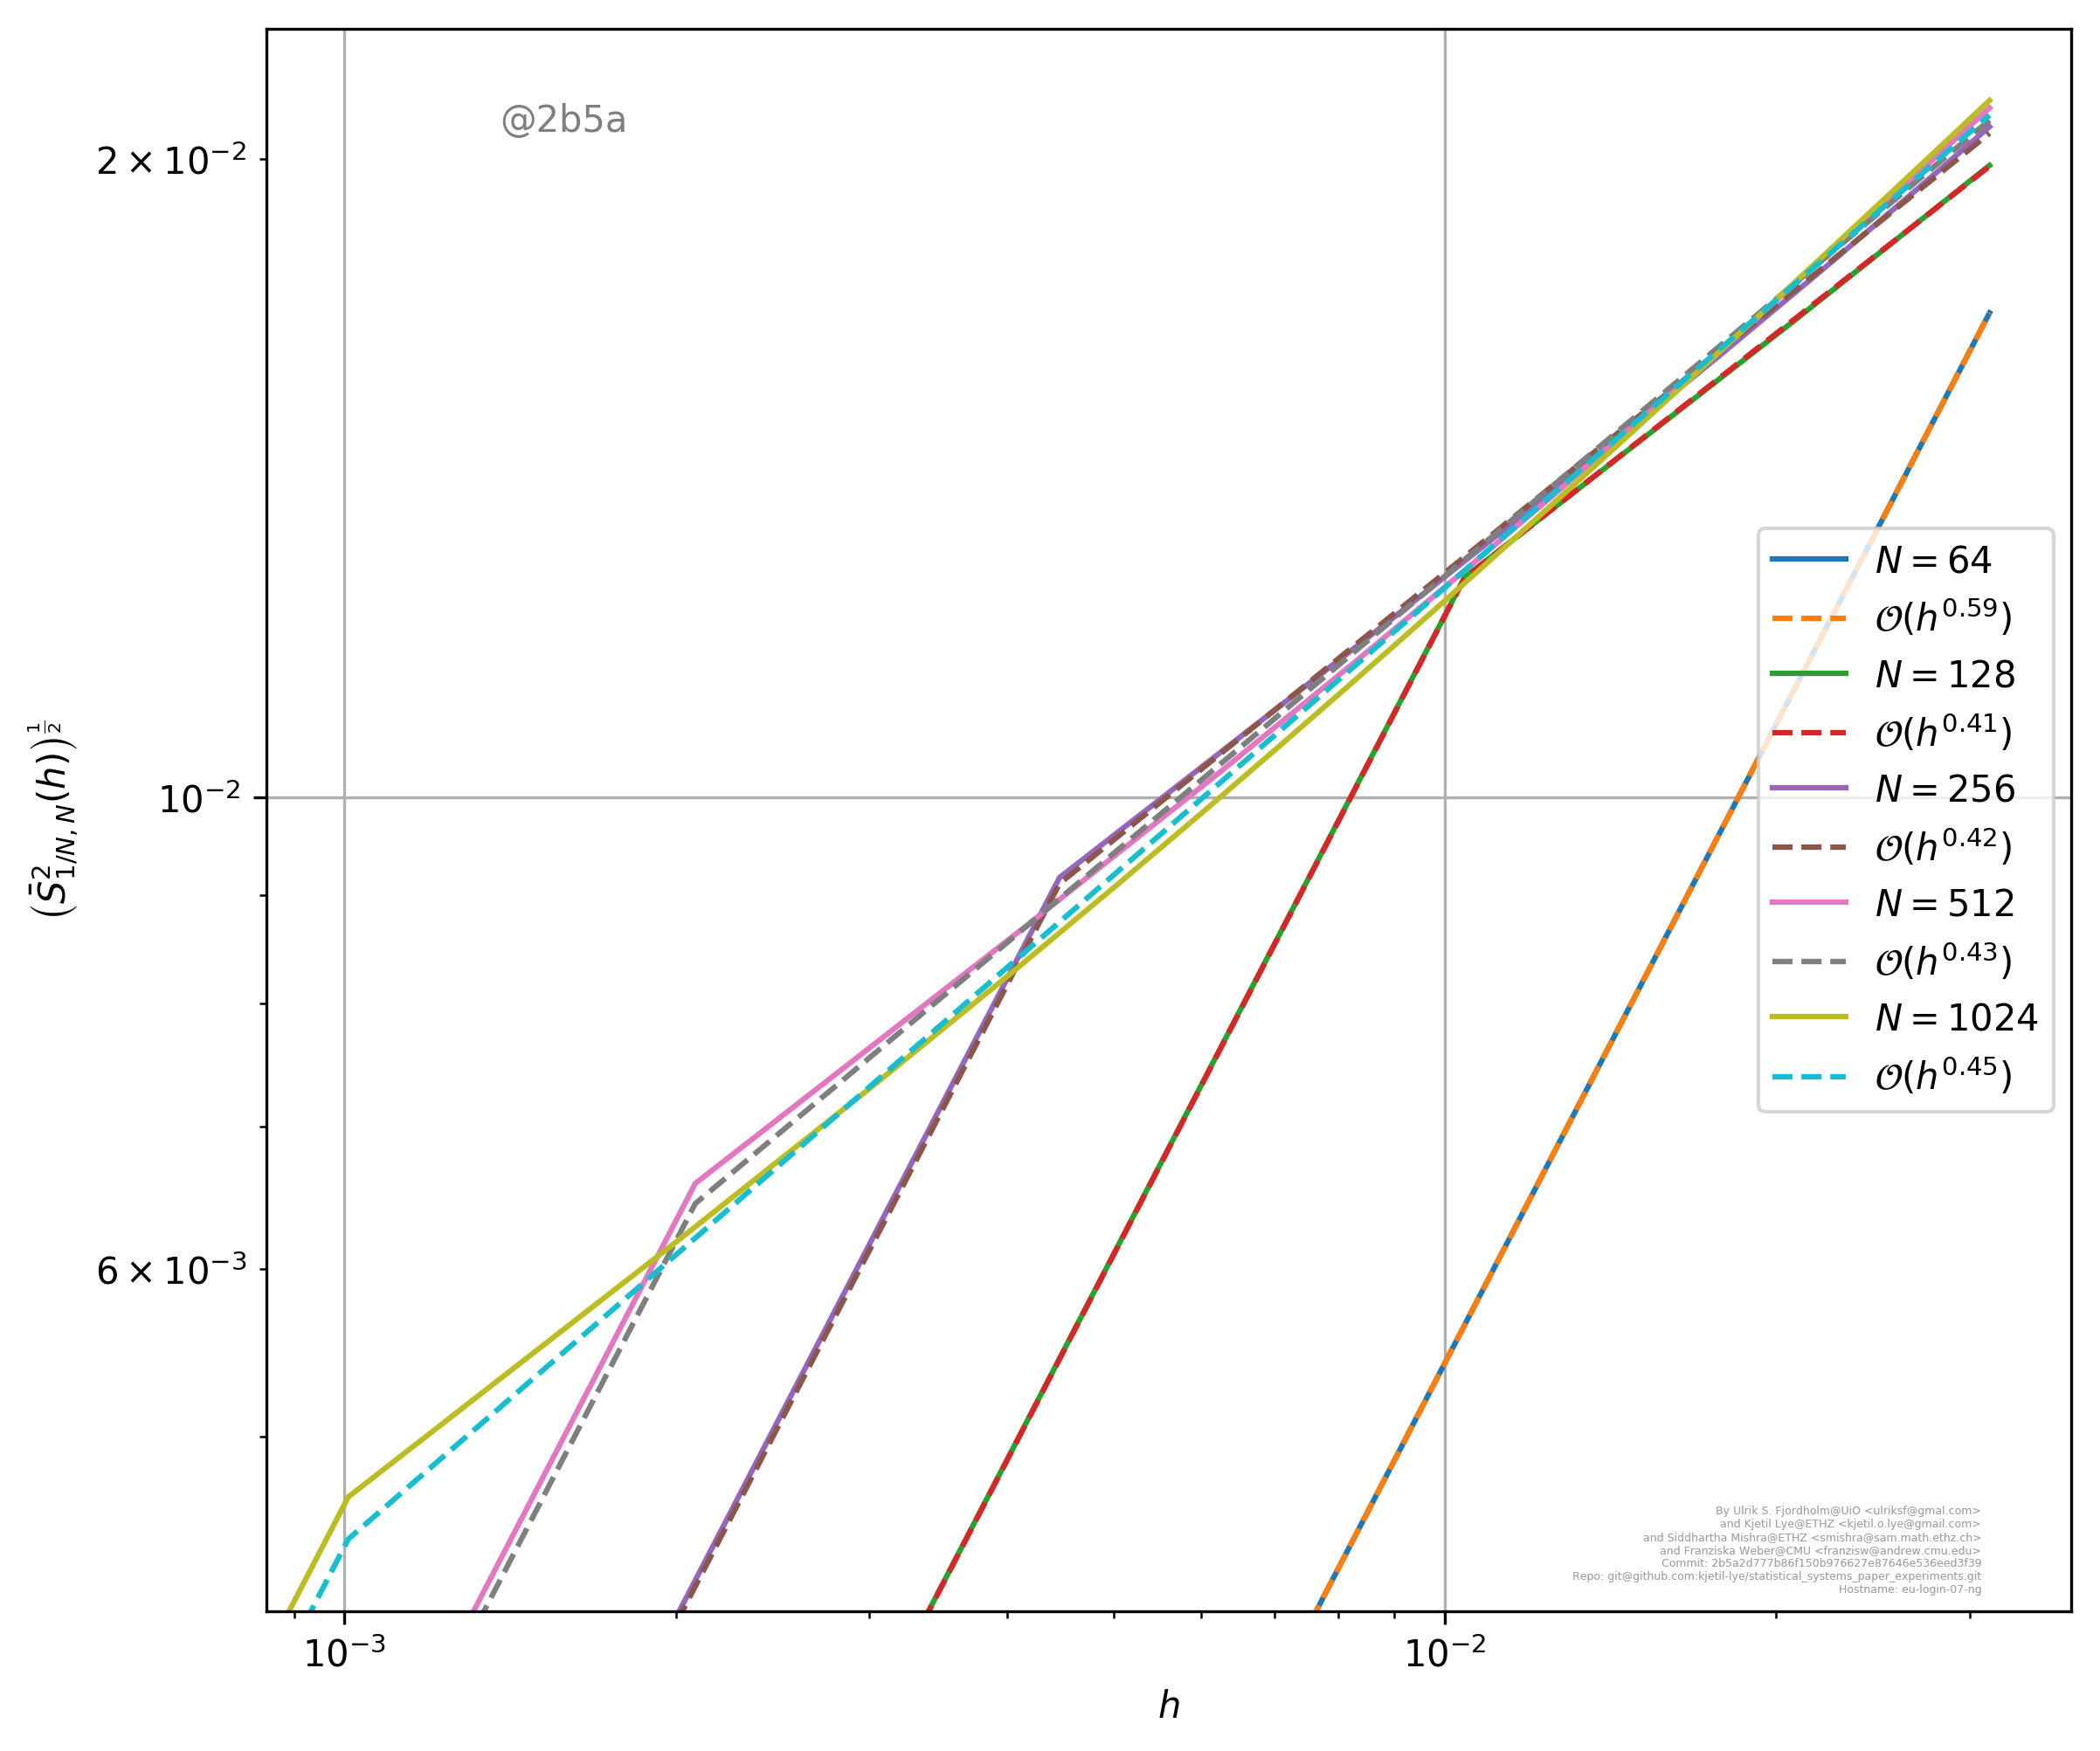 @2b5a
2 × 10⁻²
10⁻²
6 × 10⁻³
(S̄²₁/N,N(h))^½
10⁻³
10⁻²
h
N = 64
𝒪(h^0.59)
N = 128
𝒪(h^0.41)
N = 256
𝒪(h^0.42)
N = 512
𝒪(h^0.43)
N = 1024
𝒪(h^0.45)
By Ulrik S. Fjordholm@UiO <ulriksf@gmal.com>
and Kjetil Lye@ETHZ <kjetil.o.lye@gmail.com>
and Siddhartha Mishra@ETHZ <smishra@sam.math.ethz.ch>
and Franziska Weber@CMU <franzisw@andrew.cmu.edu>
Commit: 2b5a2d777b86f150b976627e87646e536eed3f39
Repo: git@github.com:kjetil-lye/statistical_systems_paper_experiments.git
Hostname: eu-login-07-ng